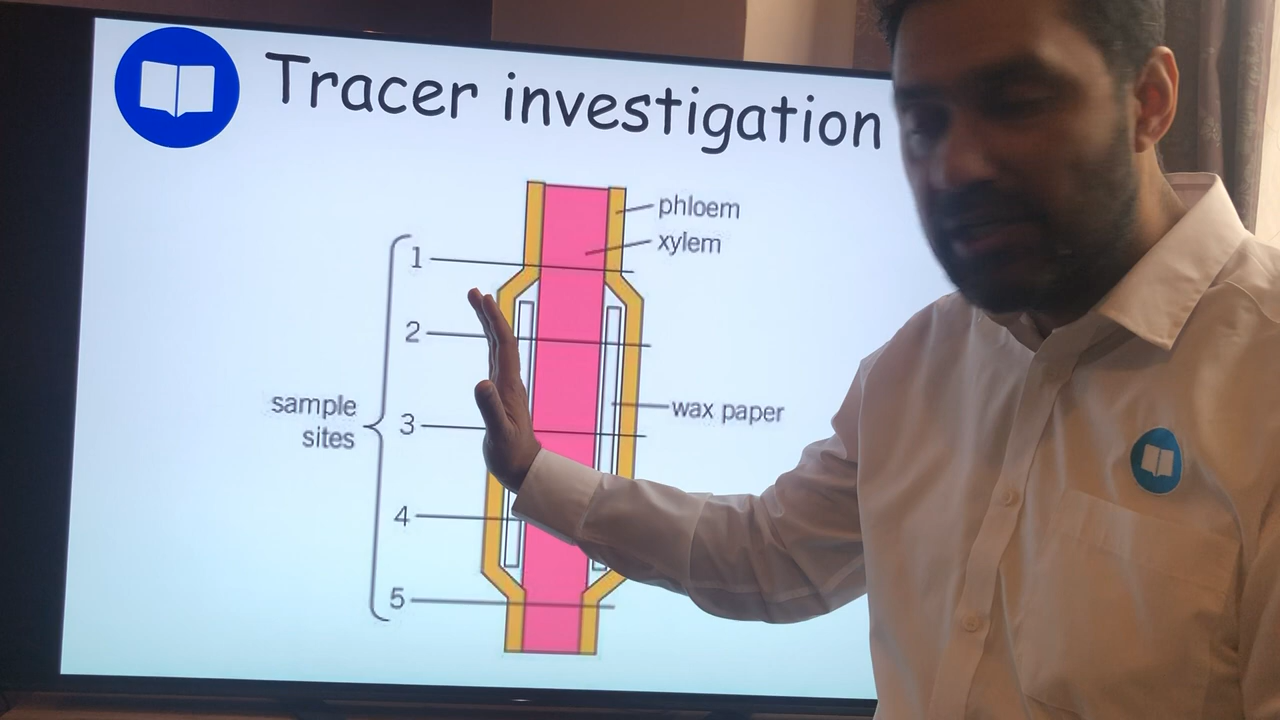 Tracer investigation
phloem
xylem
1
2
sample
sites
3
wax paper
4
5